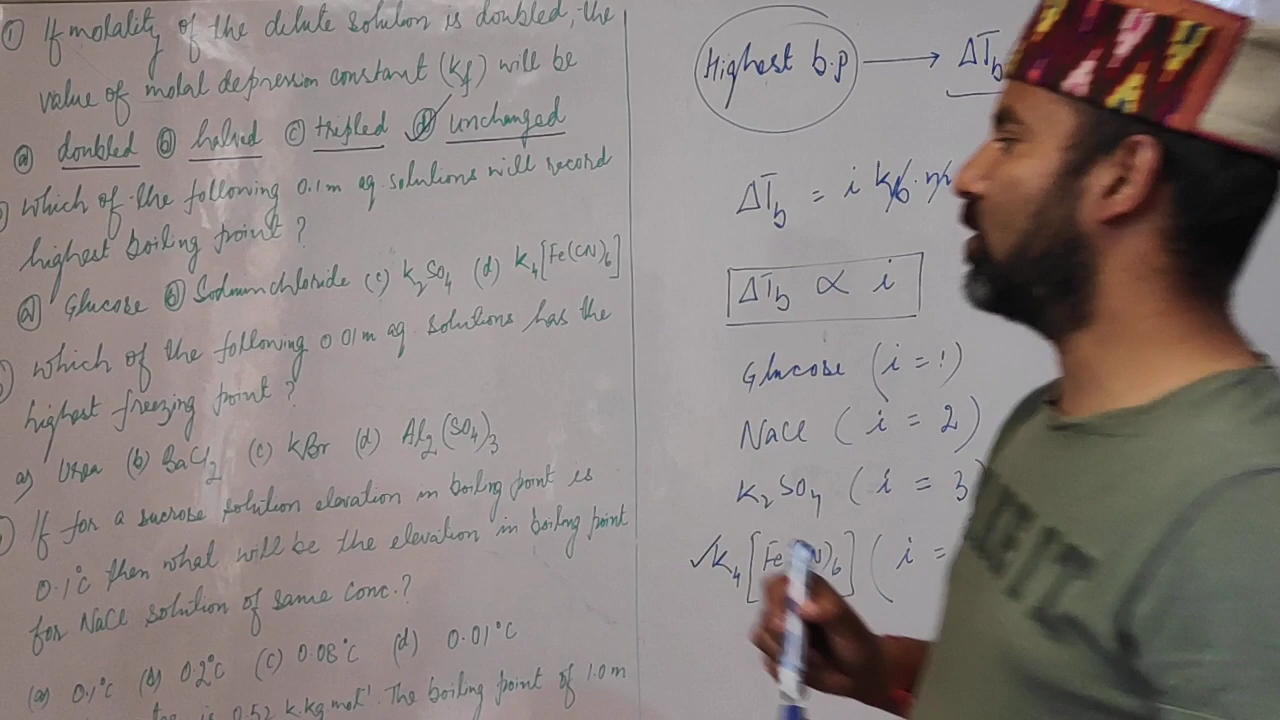 ① If molality of the dilute solution is doubled, the
value of molal depression constant (Kf) will be
ⓐ doubled ⓑ halved ⓒ tripled ⓓ unchanged
which of the following 0.1m aq. solutions will record
highest boiling point?
ⓐ Glucose ⓑ Sodium chloride (c) K₂SO₄ (d) K₄[Fe(CN)₆]
which of the following 0.01m aq. solutions has the
highest freezing point?
a) Urea (b) BaCl₂ (c) KBr (d) Al₂(SO₄)₃
If for a sucrose solution elevation in boiling point is
0.1°C then what will be the elevation in boiling point
for NaCl solution of same conc.?
(a) 0.1°C (b) 0.2°C (c) 0.08°C (d) 0.01°C
is 0.52 K.kg mol⁻¹. The boiling point of 1.0 m
Highest b.p → ΔTb
ΔTb = i Kb.m
ΔTb ∝ i
Glucose (i = 1)
NaCl (i = 2)
K₂SO₄ (i = 3
✓K₄[Fe(CN)₆] (i =